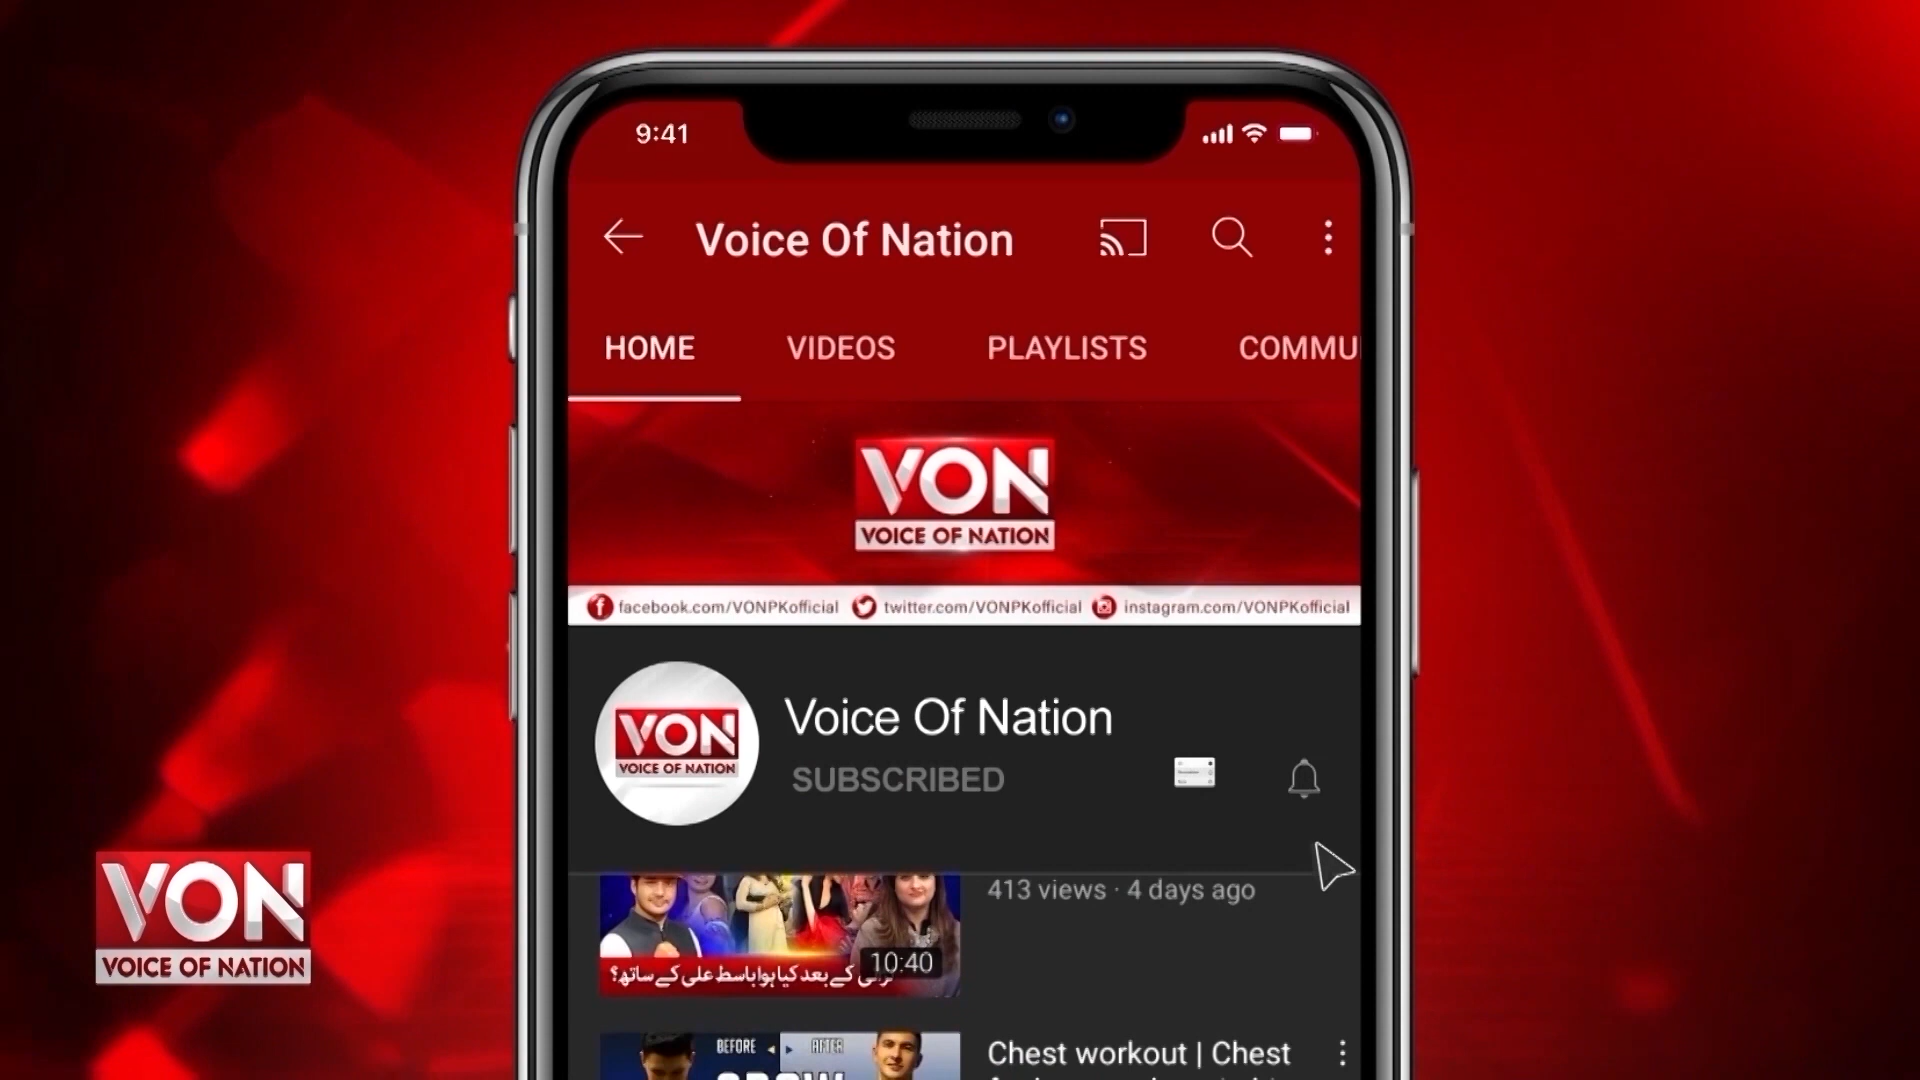 9:41
Voice Of Nation
HOME VIDEOS PLAYLISTS COMMU
VON
VOICE OF NATION
facebook.com/VONPKofficial twitter.com/VONPKofficial instagram.com/VONPKofficial
VON
VOICE OF NATION
Voice Of Nation
SUBSCRIBED
413 views · 4 days ago
10:40
کے بعد کیا ہوا باسط علی کے ساتھ؟
VON
VOICE OF NATION
BEFORE AFTER
Chest workout | Chest